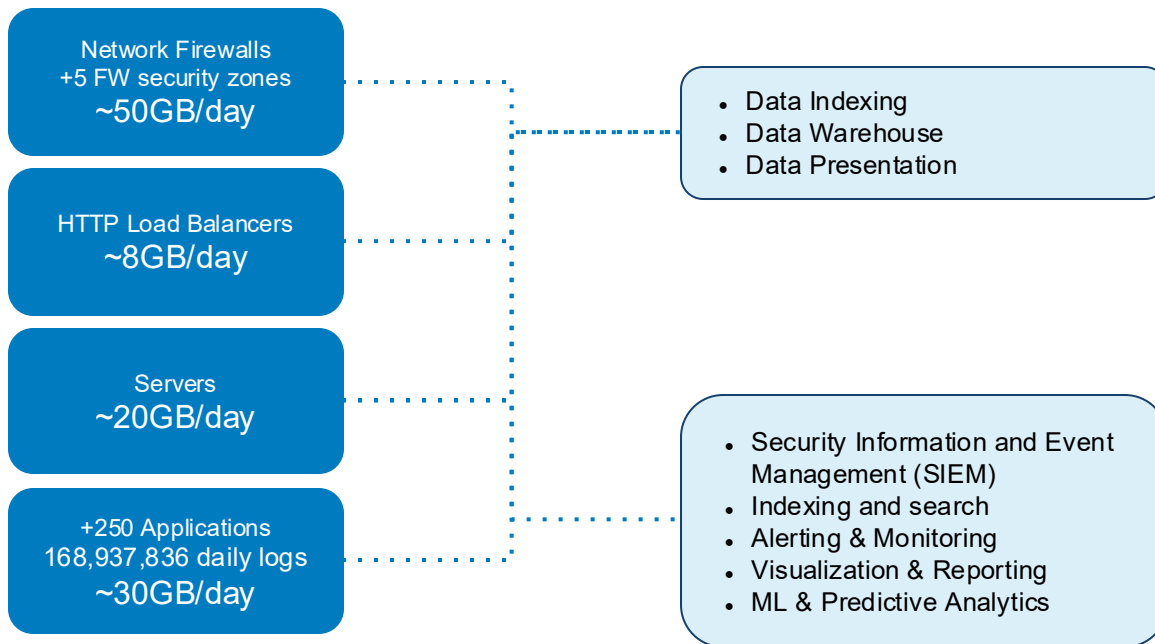 Network Firewalls
+5 FW security zones
~50GB/day
HTTP Load Balancers
~8GB/day
Servers
~20GB/day
+250 Applications
168,937,836 daily logs
~30GB/day
• Data Indexing
• Data Warehouse
• Data Presentation
• Security Information and Event
Management (SIEM)
• Indexing and search
• Alerting & Monitoring
• Visualization & Reporting
• ML & Predictive Analytics